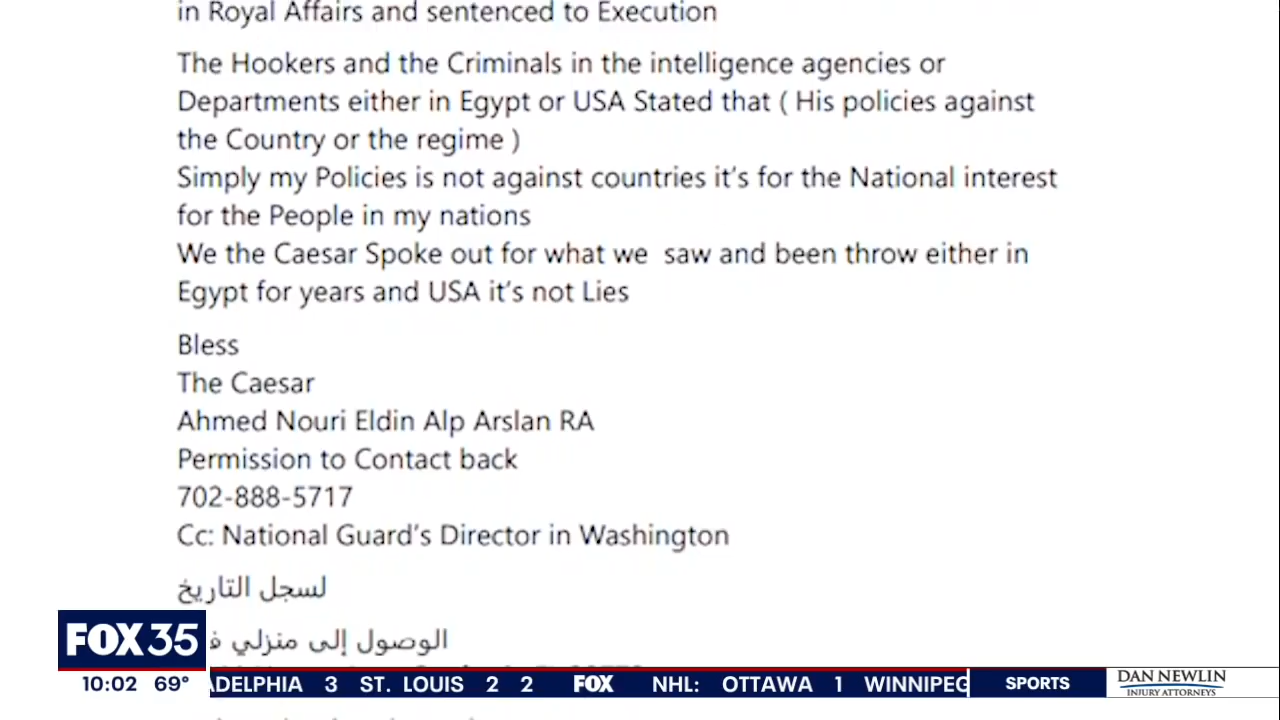 in Royal Affairs and sentenced to Execution
The Hookers and the Criminals in the intelligence agencies or
Departments either in Egypt or USA Stated that ( His policies against
the Country or the regime )
Simply my Policies is not against countries it's for the National interest
for the People in my nations
We the Caesar Spoke out for what we  saw and been throw either in
Egypt for years and USA it's not Lies
Bless
The Caesar
Ahmed Nouri Eldin Alp Arslan RA
Permission to Contact back
702-888-5717
Cc: National Guard's Director in Washington
لسجل التاريخ
الوصول إلى منزلي
FOX 35
10:02 69°
ADELPHIA 3 ST. LOUIS 2 2 FOX NHL: OTTAWA 1 WINNIPEG
SPORTS
DAN NEWLIN
INJURY ATTORNEYS